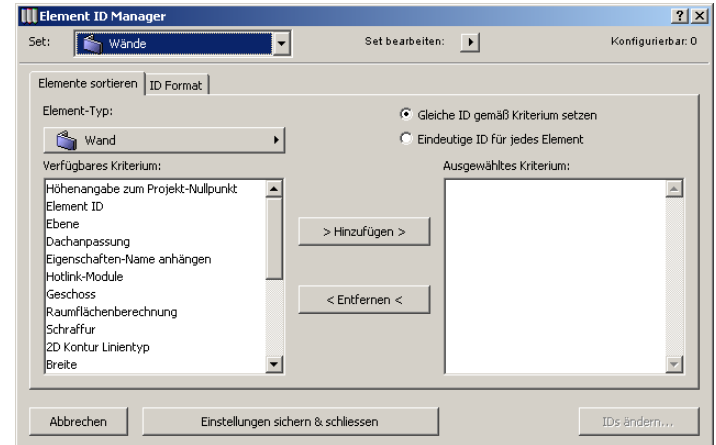 Element ID Manager
Set: Wände Set bearbeiten: Konfigurierbar: 0
Elemente sortieren ID Format
Element-Typ:
Gleiche ID gemäß Kriterium setzen
Wand
Eindeutige ID für jedes Element
Verfügbares Kriterium:
Ausgewähltes Kriterium:
Höhenangabe zum Projekt-Nullpunkt
Element ID
Ebene
Dachanpassung
Eigenschaften-Name anhängen
Hotlink-Module
Geschoss
Raumflächenberechnung
Schraffur
2D Kontur Linientyp
Breite
> Hinzufügen >
< Entfernen <
Abbrechen Einstellungen sichern & schliessen IDs ändern...